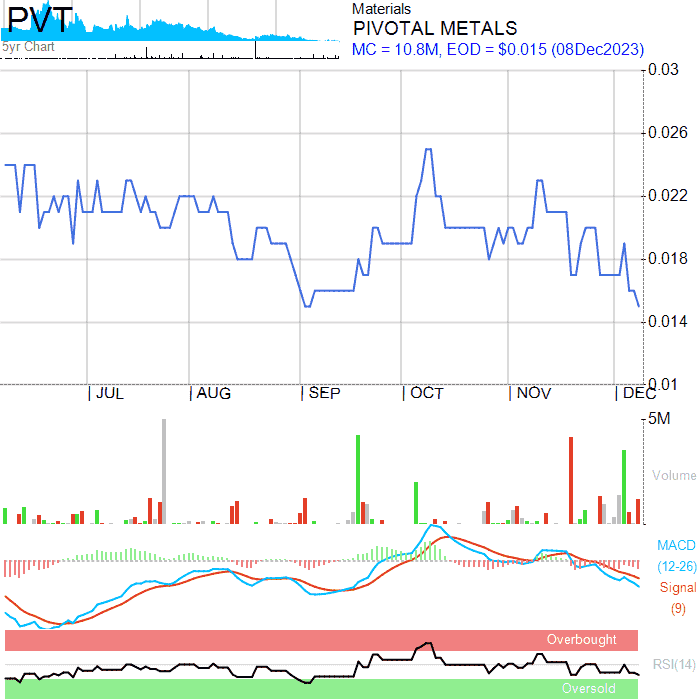 PVT
5yr Chart
Materials
PIVOTAL METALS
MC = 10.8M, EOD = $0.015 (08Dec2023)
0.03
0.026
0.022
0.018
0.014
0.01
JUL AUG SEP OCT NOV DEC
5M
Volume
MACD
(12-26)
Signal
(9)
Overbought
RSI(14)
Oversold